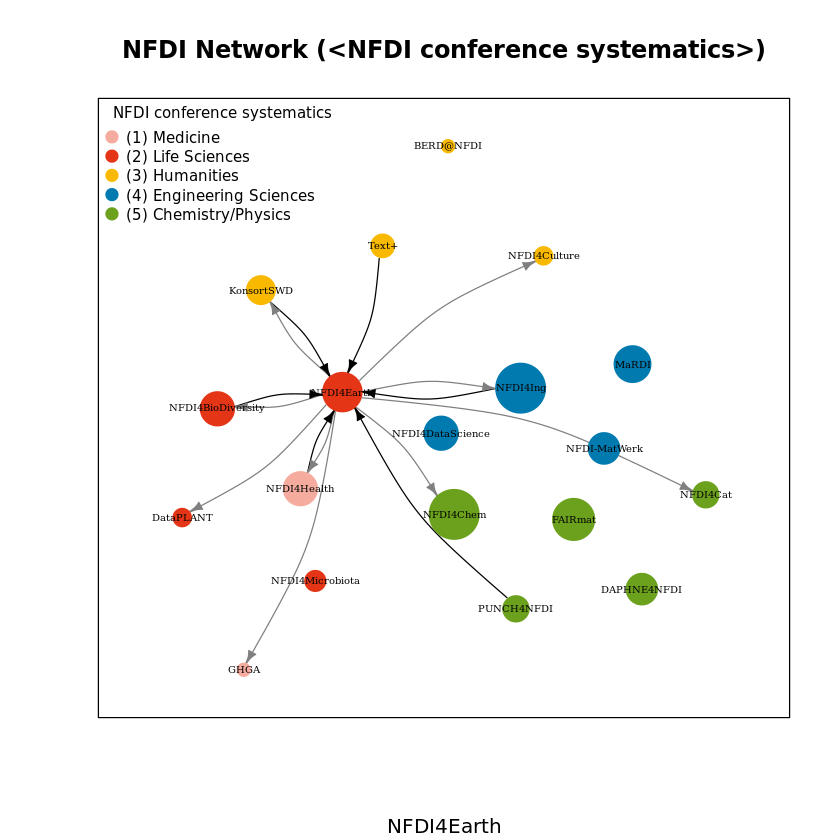 NFDI Network (<NFDI conference systematics>)
NFDI conference systematics
(1) Medicine
(2) Life Sciences
(3) Humanities
(4) Engineering Sciences
(5) Chemistry/Physics
BERD@NFDI
Text+
NFDI4Culture
KonsortSWD
MaRDI
NFDI4Earth
NFDI4Ing
NFDI4BioDiversity
NFDI4DataScience
NFDI-MatWerk
NFDI4Health
NFDI4Cat
NFDI4Chem
FAIRmat
DataPLANT
NFDI4Microbiota
DAPHNE4NFDI
PUNCH4NFDI
GHGA
NFDI4Earth